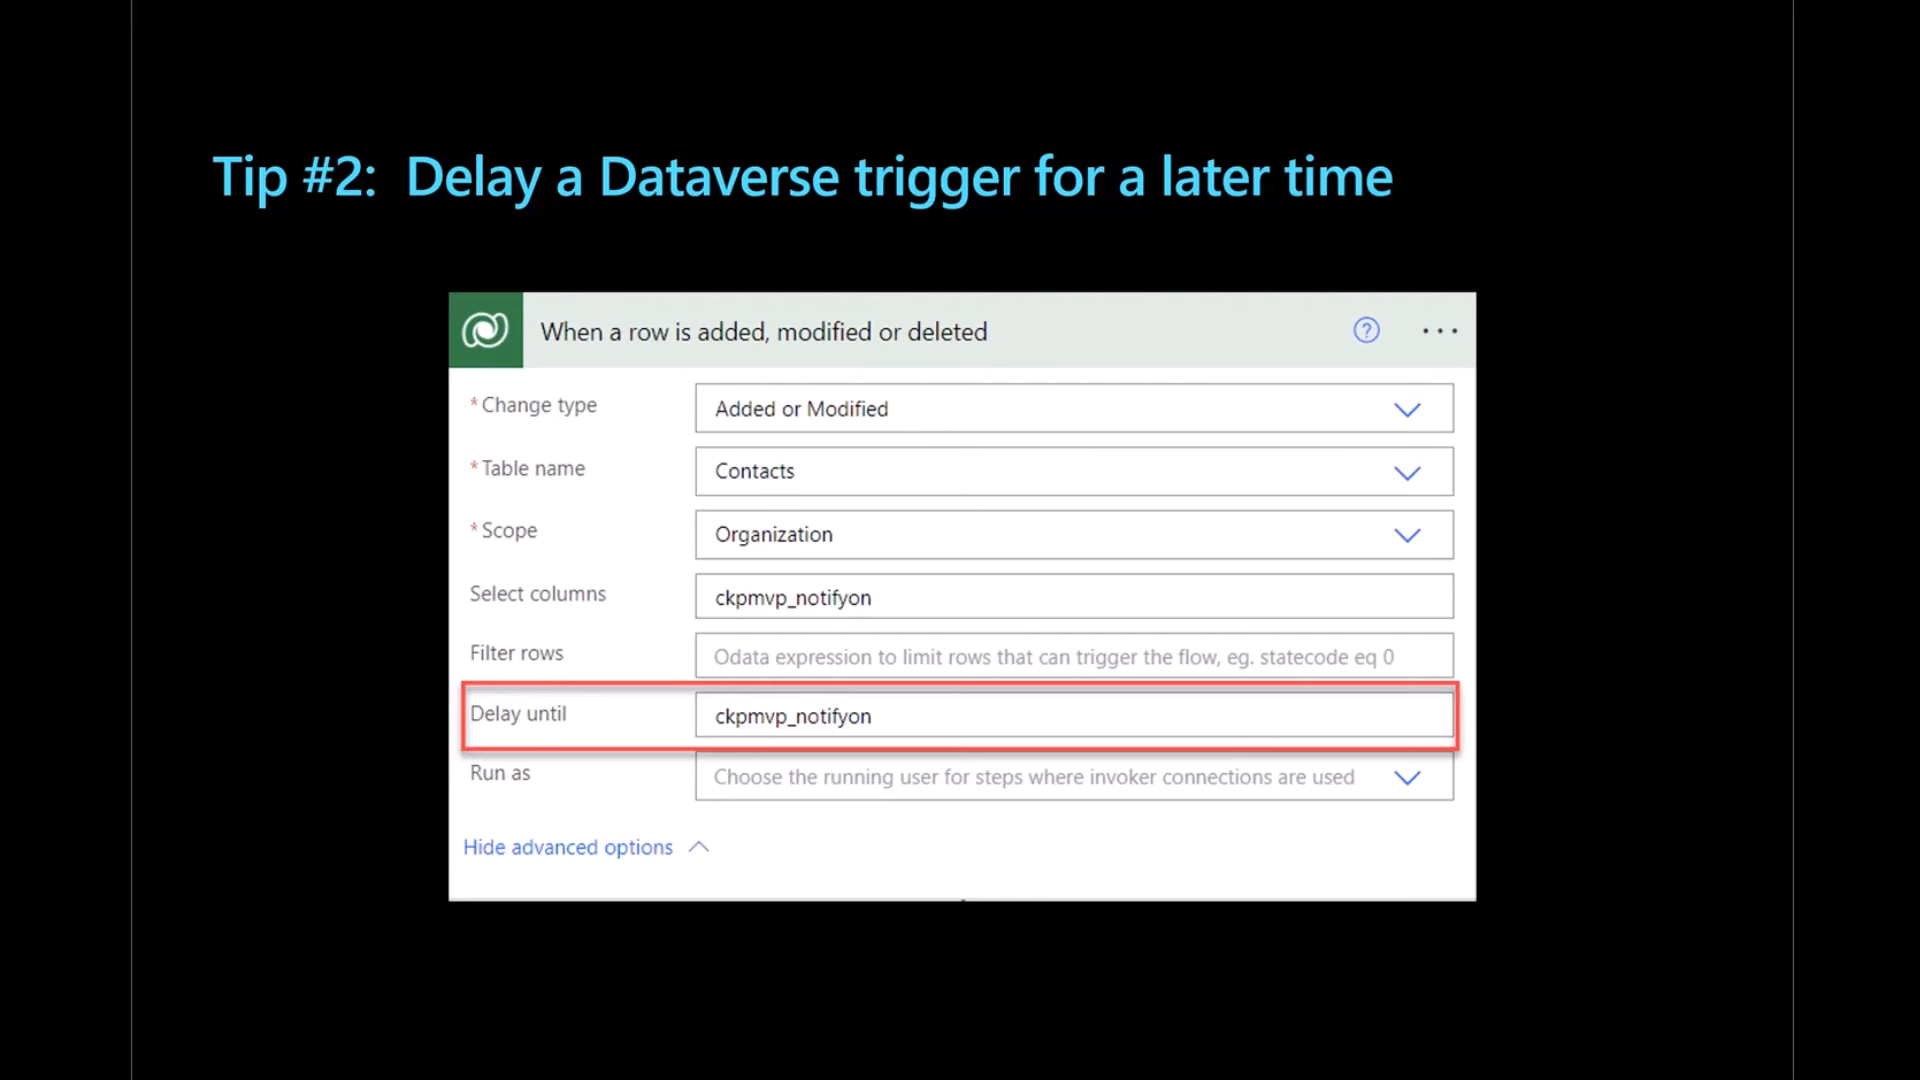 Tip #2: Delay a Dataverse trigger for a later time
When a row is added, modified or deleted
* Change type
Added or Modified
* Table name
Contacts
* Scope
Organization
Select columns
ckpmvp_notifyon
Filter rows
Odata expression to limit rows that can trigger the flow, eg. statecode eq 0
Delay until
ckpmvp_notifyon
Run as
Choose the running user for steps where invoker connections are used
Hide advanced options